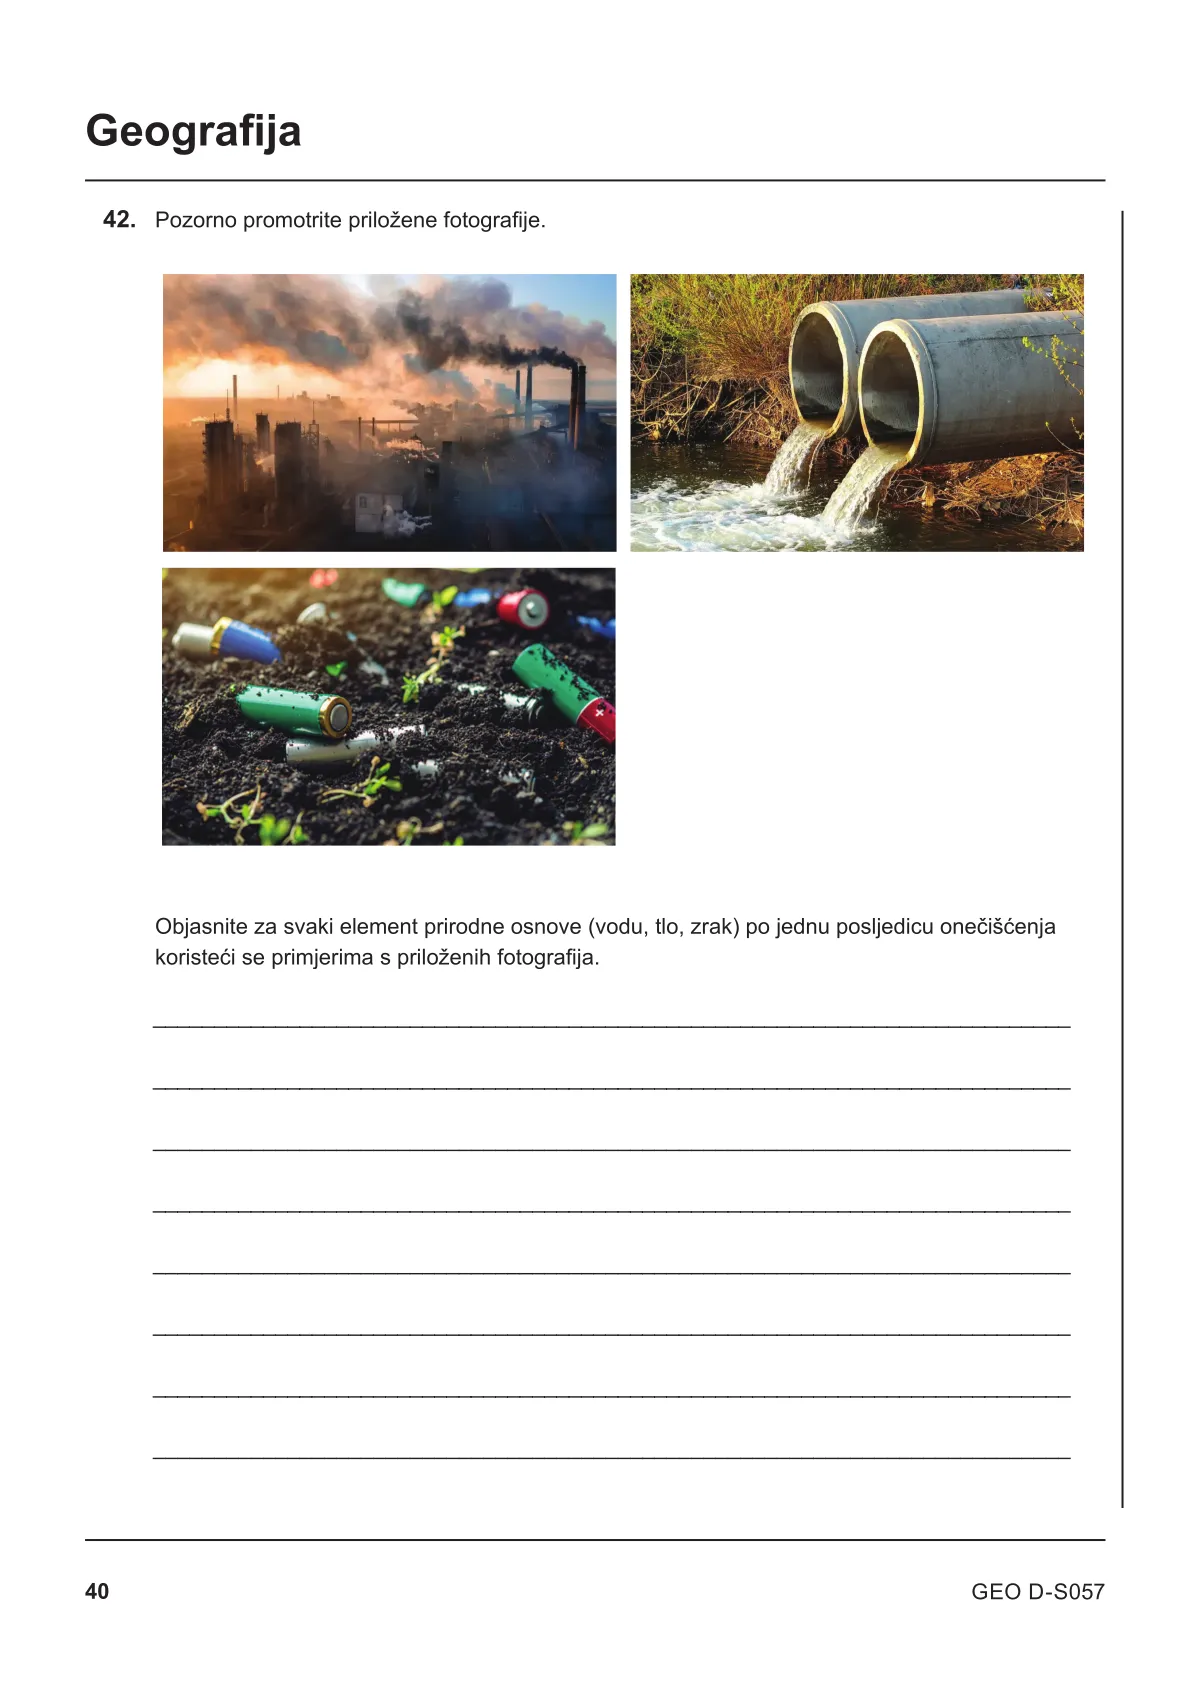 Geografija
42. Pozorno promotrite priložene fotografije.
Objasnite za svaki element prirodne osnove (vodu, tlo, zrak) po jednu posljedicu onečišćenja
koristeći se primjerima s priloženih fotografija.
40
GEO D-S057